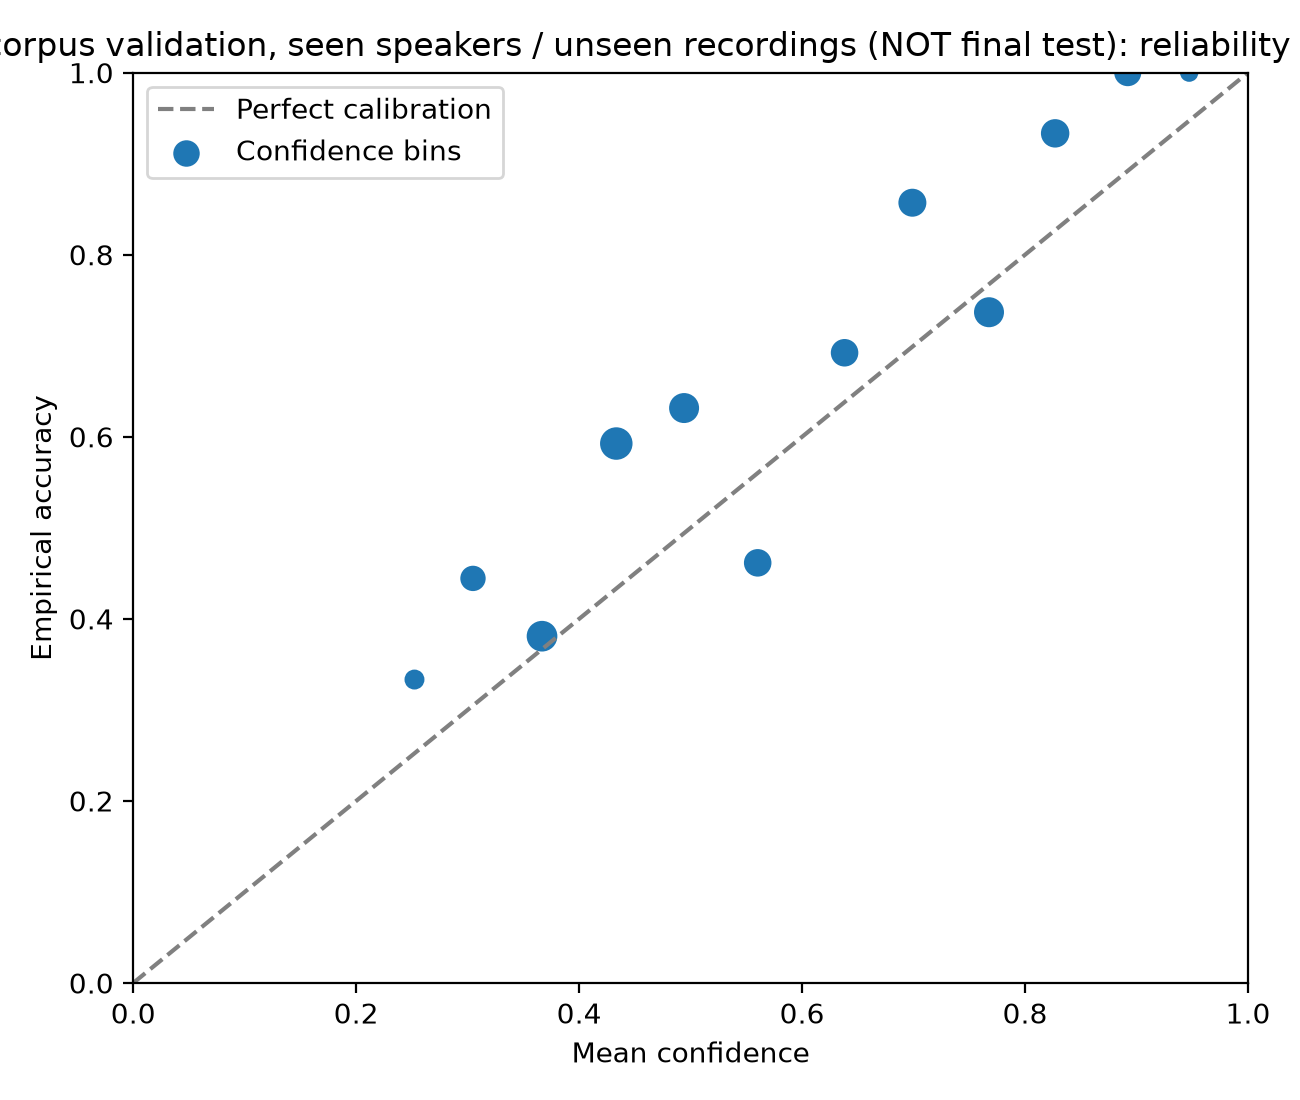 corpus validation, seen speakers / unseen recordings (NOT final test): reliability
Perfect calibration
Confidence bins
1.0
0.8
0.6
0.4
0.2
0.0
Empirical accuracy
0.0 0.2 0.4 0.6 0.8 1.0
Mean confidence